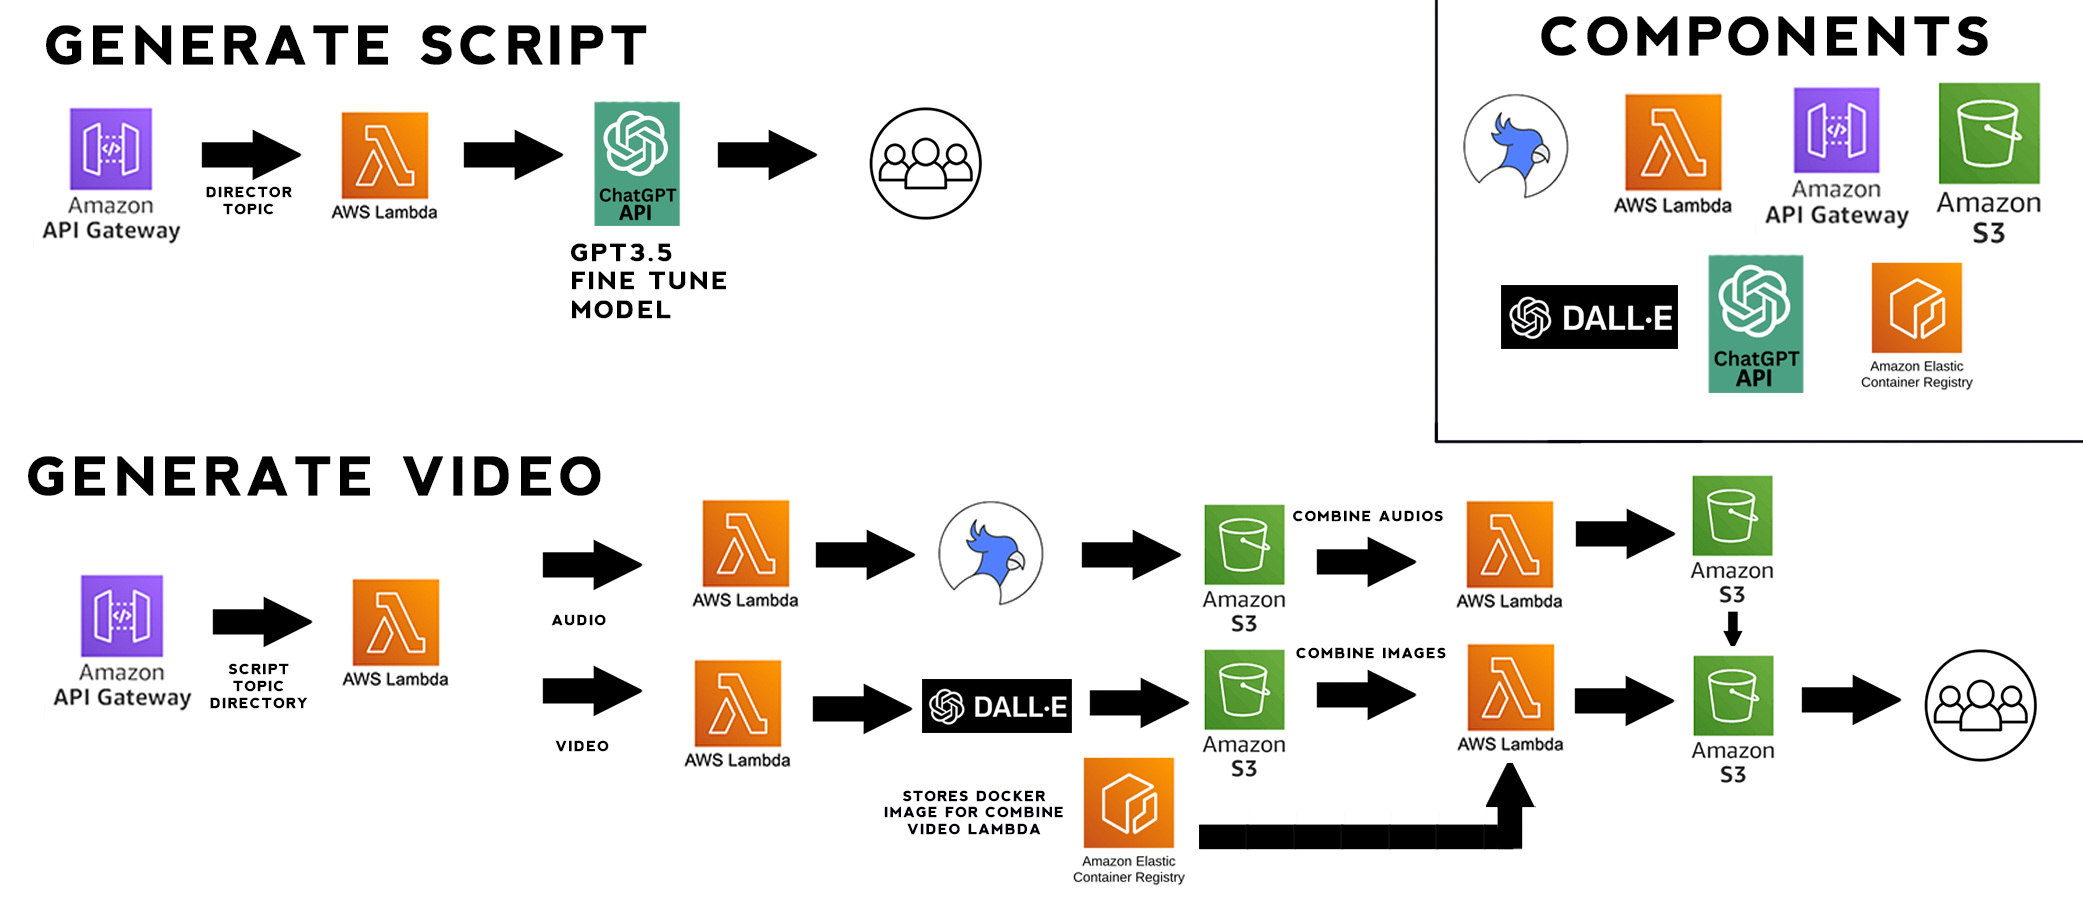 GENERATE SCRIPT
Amazon
API Gateway
DIRECTOR
TOPIC
AWS Lambda
ChatGPT
API
GPT3.5
FINE TUNE
MODEL
COMPONENTS
AWS Lambda
Amazon
API Gateway
Amazon
S3
DALL·E
ChatGPT
API
Amazon Elastic
Container Registry
GENERATE VIDEO
Amazon
API Gateway
SCRIPT
TOPIC
DIRECTORY
AWS Lambda
AUDIO
AWS Lambda
Amazon
S3
COMBINE AUDIOS
AWS Lambda
Amazon
S3
VIDEO
AWS Lambda
DALL·E
Amazon
S3
COMBINE IMAGES
AWS Lambda
Amazon
S3
STORES DOCKER
IMAGE FOR COMBINE
VIDEO LAMBDA
Amazon Elastic
Container Registry